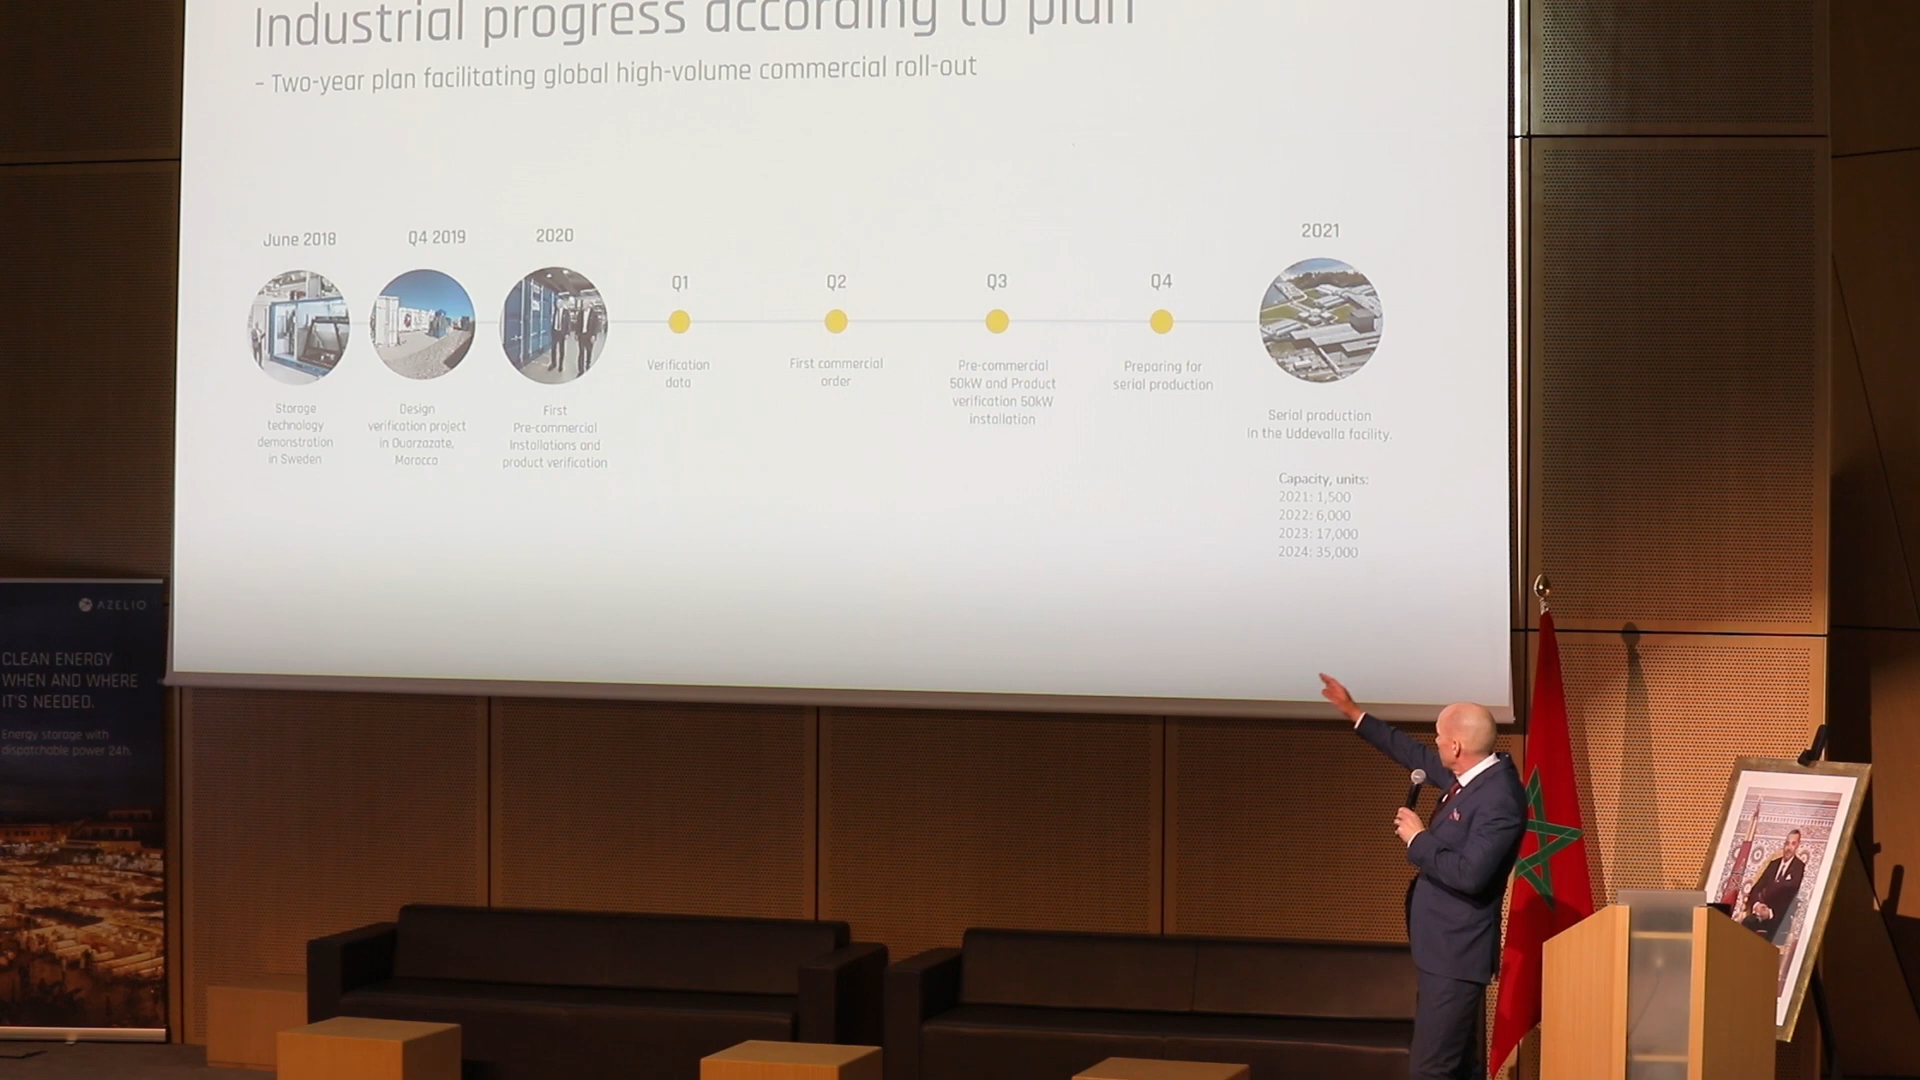 Industrial progress according to plan
- Two-year plan facilitating global high-volume commercial roll-out
June 2018
Q4 2019
2020
Q1
Q2
Q3
Q4
2021
Storage
technology
demonstration
in Sweden
Design
verification project
in Ouarzazate,
Morocco
First
Pre-commercial
Installations and
product verification
Verification
data
First commercial
order
Pre-commercial
50kW and Product
verification 50kW
installation
Preparing for
serial production
Serial production
In the Uddevalla facility.
Capacity, units:
2021: 1,500
2022: 6,000
2023: 17,000
2024: 35,000
AZELIO
CLEAN ENERGY
WHEN AND WHERE
IT'S NEEDED.
Energy storage with
dispatchable power 24h.